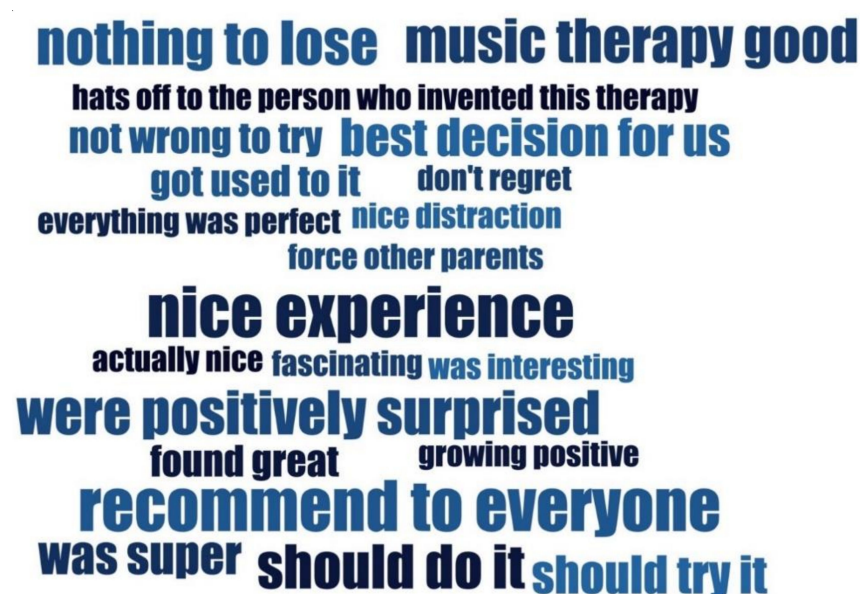 nothing to lose music therapy good
hats off to the person who invented this therapy
not wrong to try best decision for us
got used to it don't regret
everything was perfect nice distraction
force other parents
nice experience
actually nice fascinating was interesting
were positively surprised
found great growing positive
recommend to everyone
was super should do it should try it